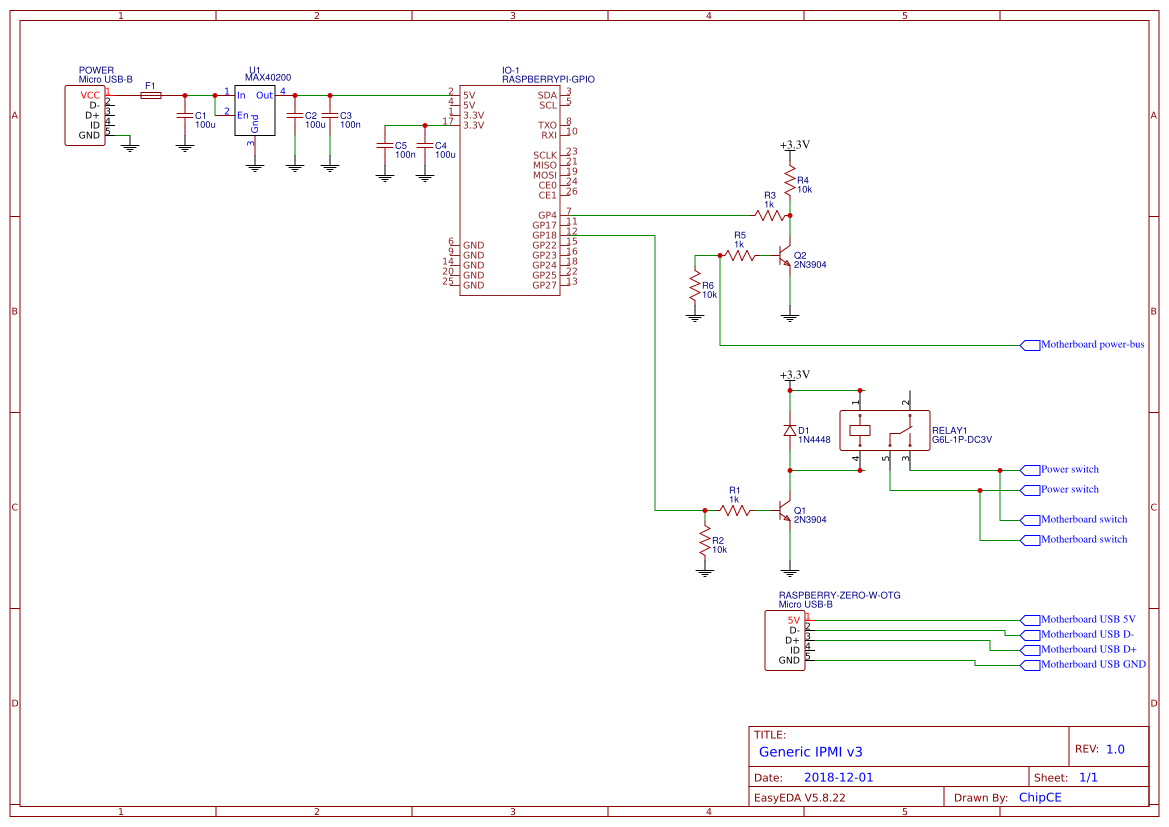 1 2 3 4 5
A
B
C
D
POWER
Micro USB-B
VCC 1
D- 2
D+ 3
ID 4
GND 5
F1
C1
100u
U1
MAX40200
1 In Out 4
2 En
Gnd
3
C2
100u
C3
100n
C5
100n
C4
100u
IO-1
RASPBERRYPI-GPIO
2 5V
4 5V
1 3.3V
17 3.3V
6 GND
9 GND
14 GND
20 GND
25 GND
SDA 3
SCL 5
TXO 8
RXI 10
SCLK 23
MISO 21
MOSI 19
CE0 24
CE1 26
GP4 7
GP17 11
GP18 12
GP22 15
GP23 16
GP24 18
GP25 22
GP27 13
+3.3V
R4
10k
R3
1k
R5
1k
Q2
2N3904
R6
10k
Motherboard power-bus
+3.3V
D1
1N4448
1 2
4 5 3
RELAY1
G6L-1P-DC3V
Power switch
Power switch
Motherboard switch
Motherboard switch
R1
1k
Q1
2N3904
R2
10k
RASPBERRY-ZERO-W-OTG
Micro USB-B
5V 1
D- 2
D+ 3
ID 4
GND 5
Motherboard USB 5V
Motherboard USB D-
Motherboard USB D+
Motherboard USB GND
A
B
C
D
TITLE:
Generic IPMI v3
REV: 1.0
Date: 2018-12-01
Sheet: 1/1
EasyEDA V5.8.22
Drawn By: ChipCE
1 2 3 4 5